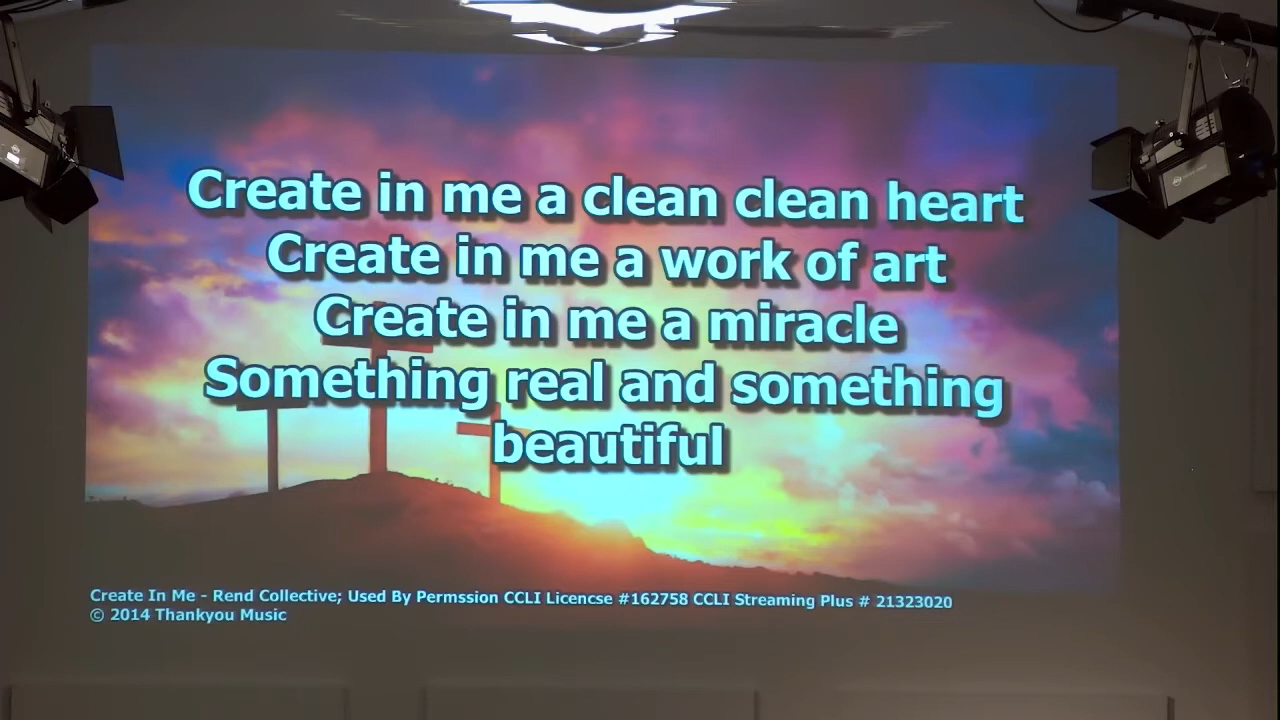 Create in me a clean clean heart
Create in me a work of art
Create in me a miracle
Something real and something
beautiful
Create In Me - Rend Collective; Used By Permssion CCLI Licencse #162758 CCLI Streaming Plus # 21323020
© 2014 Thankyou Music